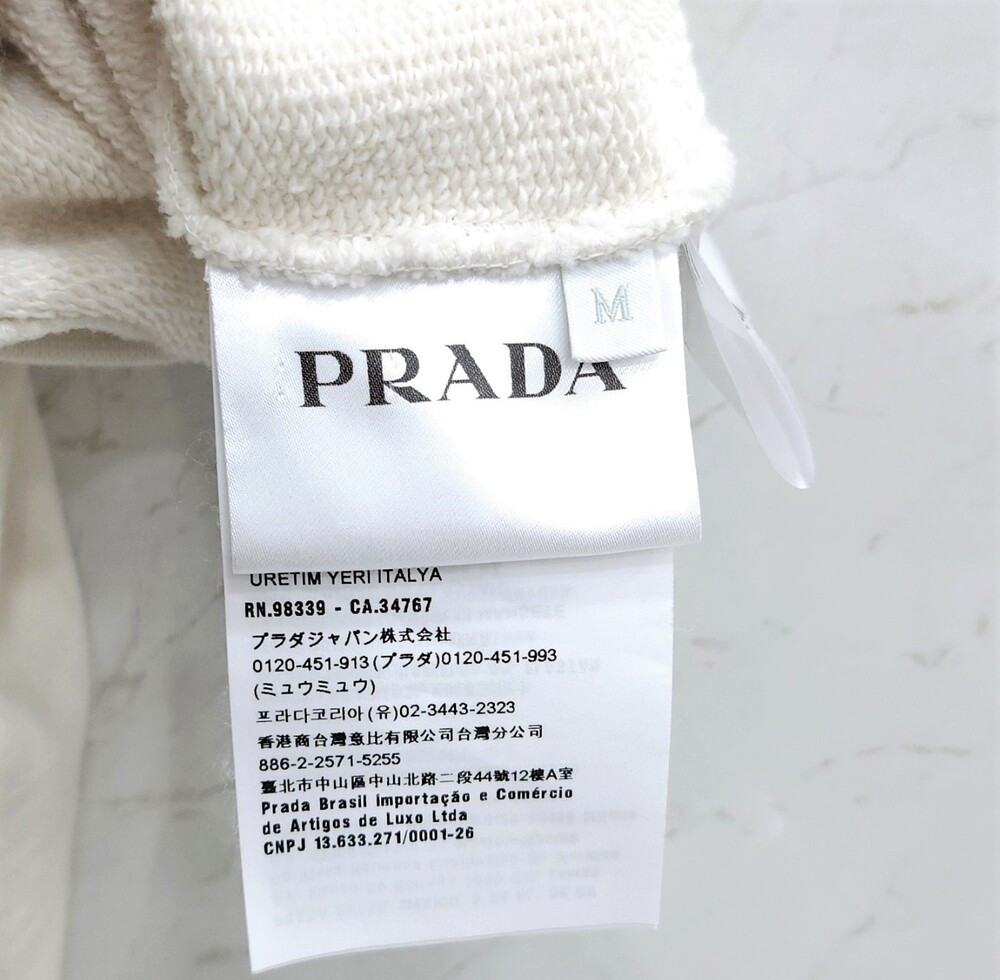 M
PRADA
ÜRETIM YERI ITALYA
RN.98339 - CA.34767
プラダジャパン株式会社
0120-451-913(プラダ)0120-451-993
(ミュウミュウ)
프라다코리아(유)02-3443-2323
香港商台灣意比有限公司台灣分公司
886-2-2571-5255
臺北市中山區中山北路二段44號12樓A室
Prada Brasil Importação e Comércio
de Artigos de Luxo Ltda
CNPJ 13.633.271/0001-26